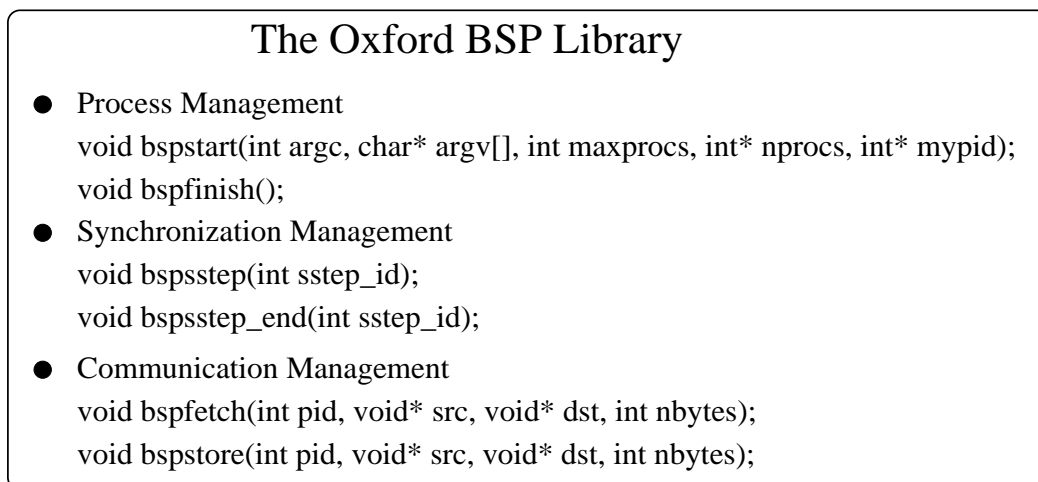 The Oxford BSP Library
● Process Management
void bspstart(int argc, char* argv[], int maxprocs, int* nprocs, int* mypid);
void bspfinish();
● Synchronization Management
void bspsstep(int sstep_id);
void bspsstep_end(int sstep_id);
● Communication Management
void bspfetch(int pid, void* src, void* dst, int nbytes);
void bspstore(int pid, void* src, void* dst, int nbytes);